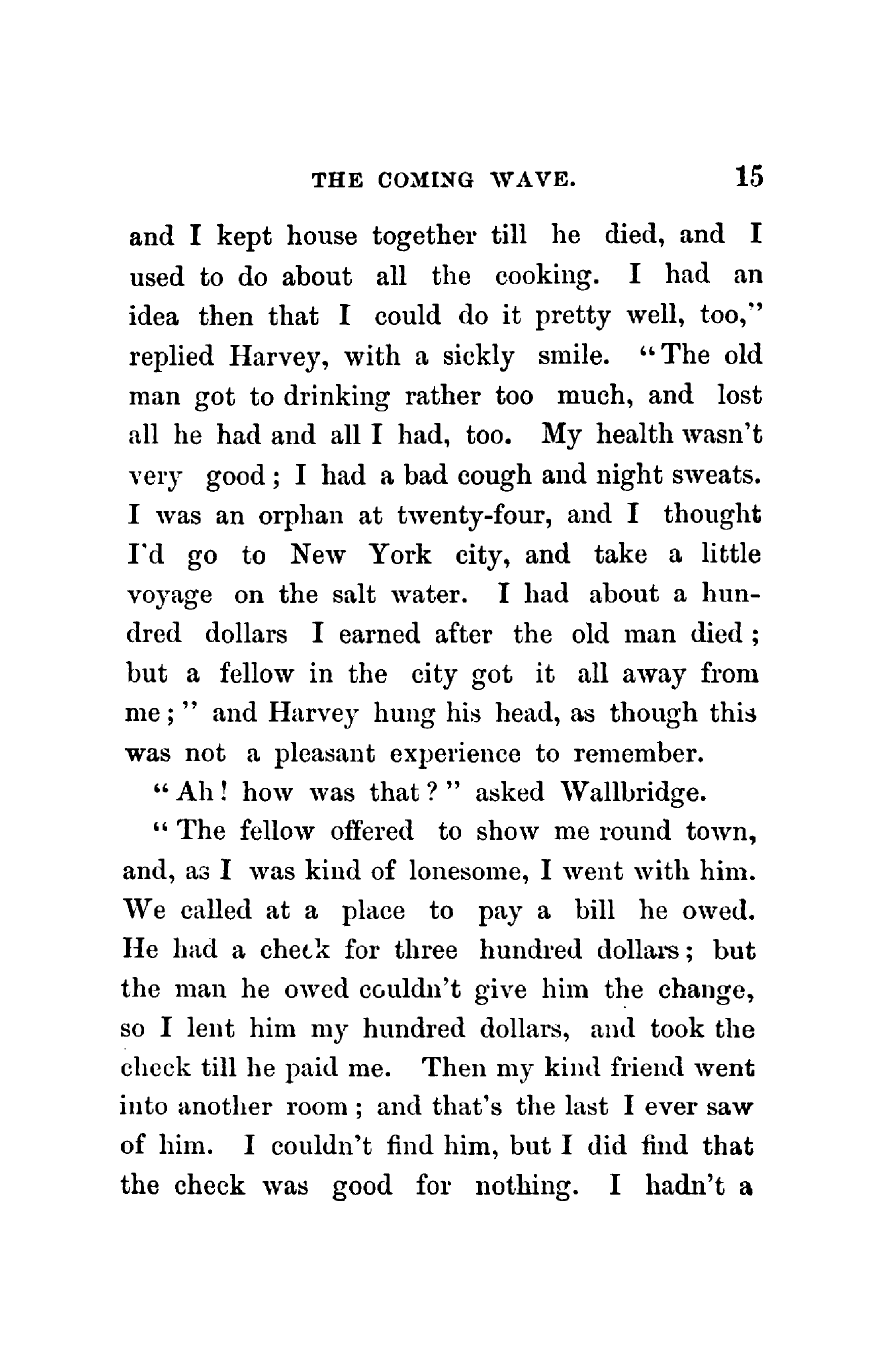 THE COMING WAVE. 15
and I kept house together till he died, and I
used to do about all the cooking. I had an
idea then that I could do it pretty well, too,"
replied Harvey, with a sickly smile. "The old
man got to drinking rather too much, and lost
all he had and all I had, too. My health wasn't
very good; I had a bad cough and night sweats.
I was an orphan at twenty-four, and I thought
I'd go to New York city, and take a little
voyage on the salt water. I had about a hun-
dred dollars I earned after the old man died;
but a fellow in the city got it all away from
me;" and Harvey hung his head, as though this
was not a pleasant experience to remember.
"Ah! how was that?" asked Wallbridge.
"The fellow offered to show me round town,
and, as I was kind of lonesome, I went with him.
We called at a place to pay a bill he owed.
He had a check for three hundred dollars; but
the man he owed couldn't give him the change,
so I lent him my hundred dollars, and took the
check till he paid me. Then my kind friend went
into another room; and that's the last I ever saw
of him. I couldn't find him, but I did find that
the check was good for nothing. I hadn't a